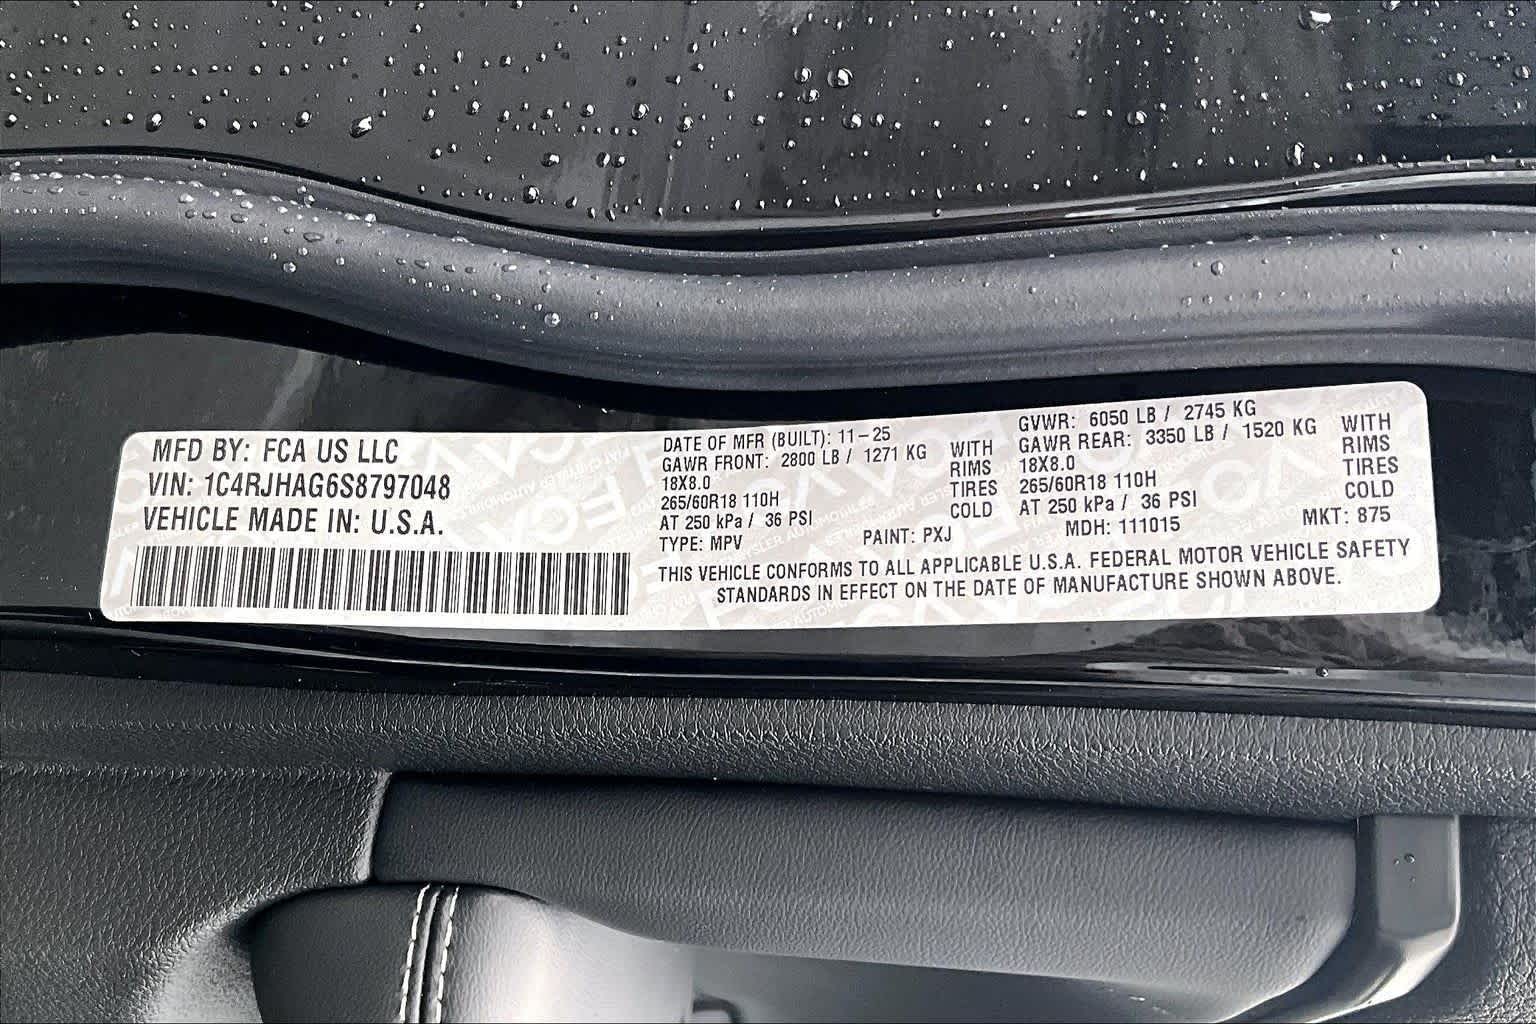 MFD BY: FCA US LLC
VIN: 1C4RJHAG6S8797048
VEHICLE MADE IN: U.S.A.
DATE OF MFR (BUILT): 11-25
GAWR FRONT: 2800 LB / 1271 KG WITH
18X8.0 RIMS
265/60R18 110H TIRES
AT 250 kPa / 36 PSI COLD
GVWR: 6050 LB / 2745 KG
GAWR REAR: 3350 LB / 1520 KG WITH
18X8.0 RIMS
265/60R18 110H TIRES
AT 250 kPa / 36 PSI COLD
TYPE: MPV PAINT: PXJ MDH: 111015 MKT: 875
THIS VEHICLE CONFORMS TO ALL APPLICABLE U.S.A. FEDERAL MOTOR VEHICLE SAFETY
STANDARDS IN EFFECT ON THE DATE OF MANUFACTURE SHOWN ABOVE.